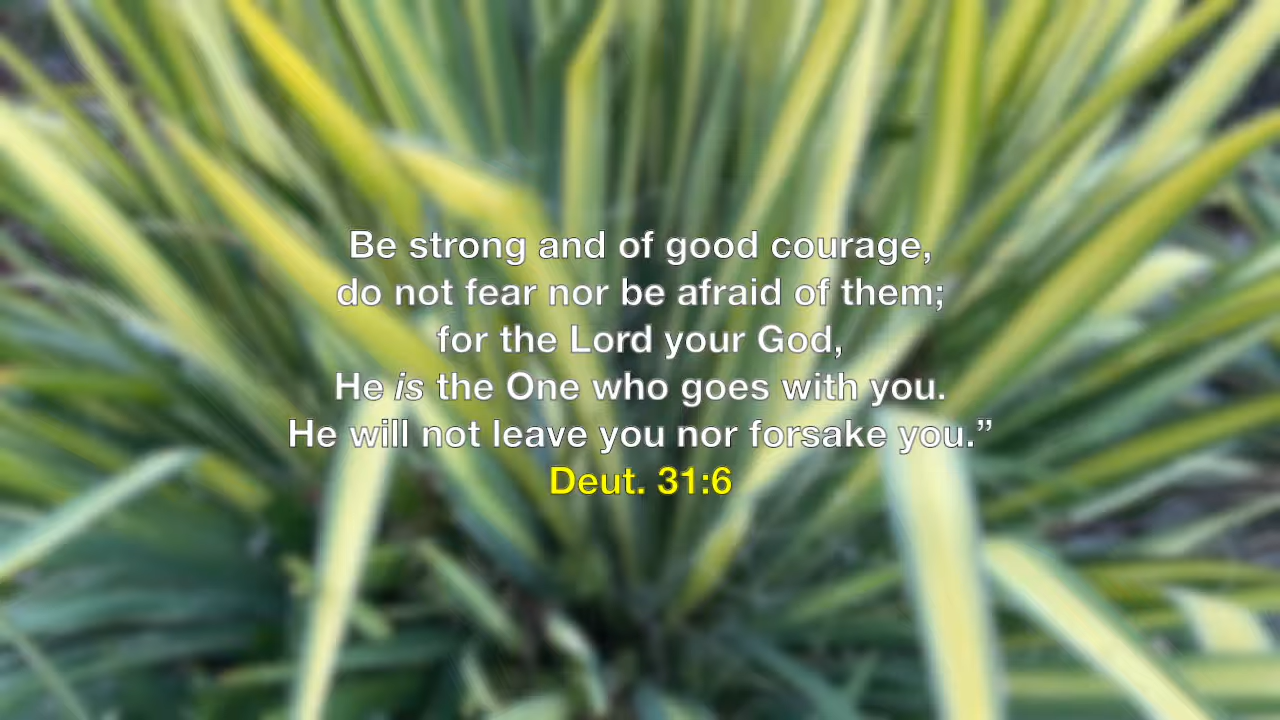 Be strong and of good courage,
do not fear nor be afraid of them;
for the Lord your God,
He is the One who goes with you.
He will not leave you nor forsake you.”
Deut. 31:6